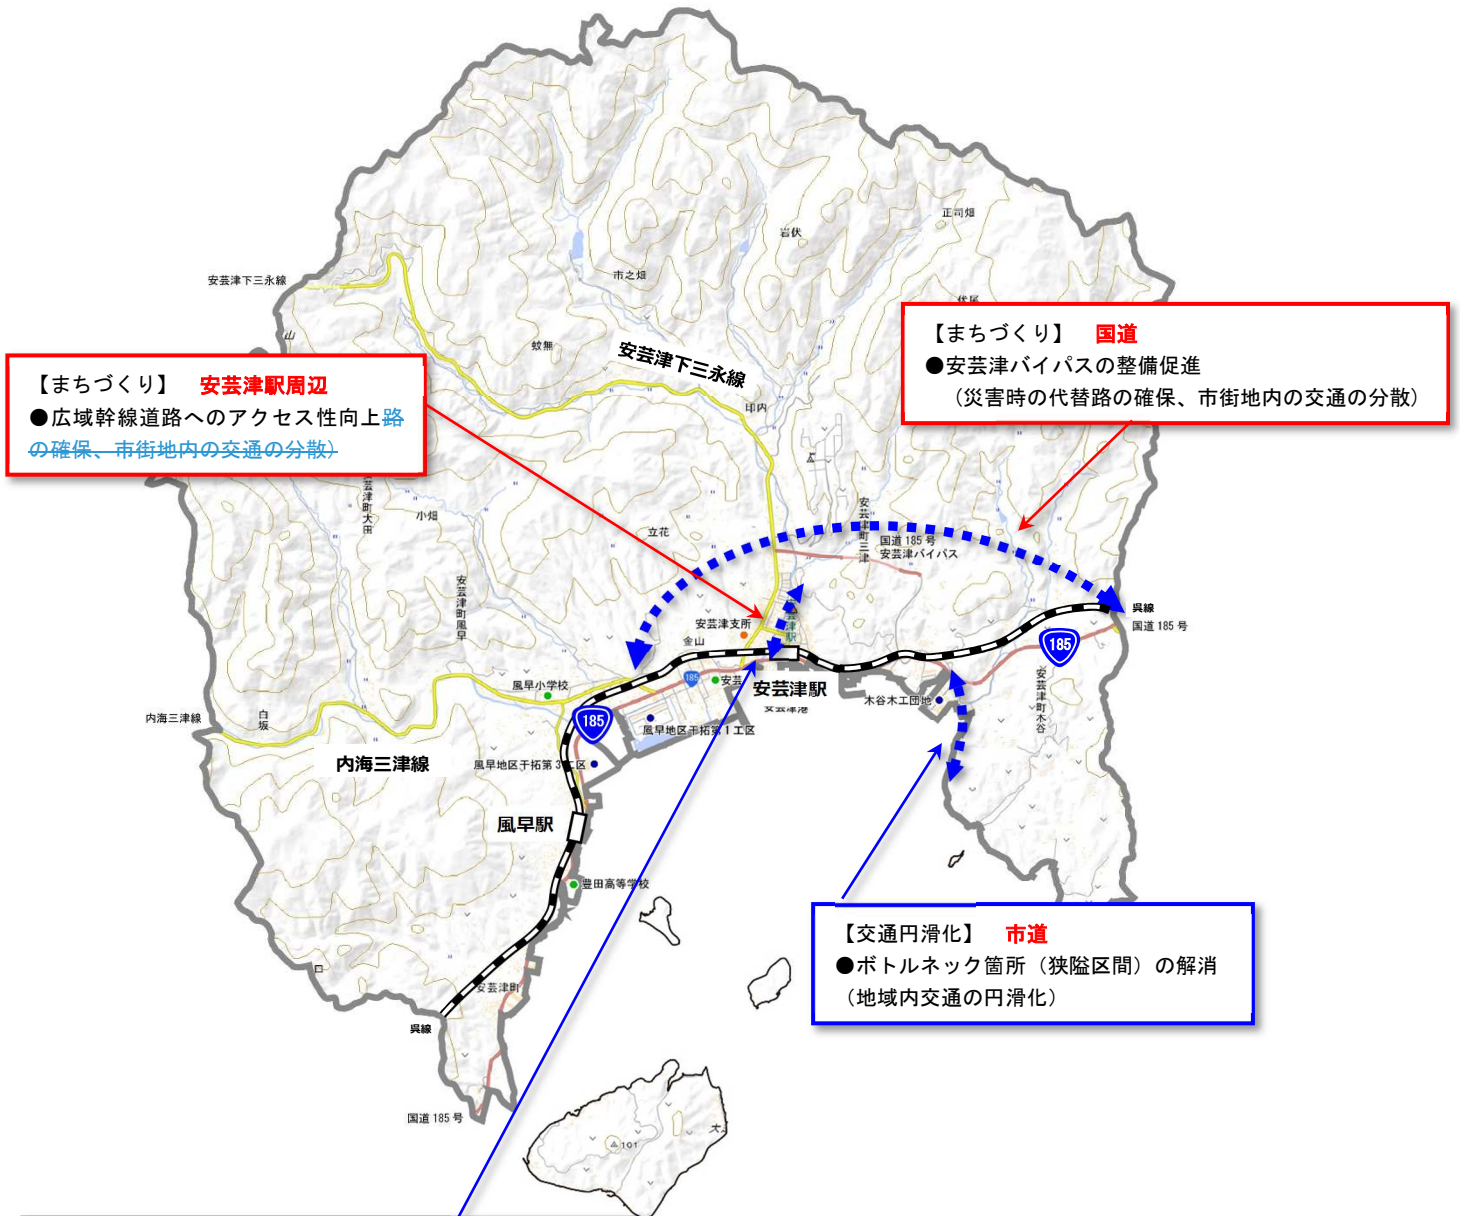 正司畑
岩伏
市之畑
安芸津下三永線
伏尾
山
蚊無
安芸津下三永線
印内
【まちづくり】 国道
●安芸津バイパスの整備促進
(災害時の代替路の確保、市街地内の交通の分散)
【まちづくり】 安芸津駅周辺
●広域幹線道路へのアクセス性向上路
の確保、市街地内の交通の分散)
安芸津町大田
小畑
立花
安芸津町三津
国道185号
安芸津バイパス
安芸津町風早
安芸津駅
安芸津支所
金山
呉線
国道185号
185
185
安芸
安芸津駅
安芸津港
風早小学校
木谷木工団地
安芸津町木谷
内海三津線
白坂
185
風早地区干拓第1工区
内海三津線
風早地区干拓第3工区
風早駅
豊田高等学校
【交通円滑化】 市道
●ボトルネック箇所(狭隘区間)の解消
(地域内交通の円滑化)
安芸津町
呉線
国道185号
101
大